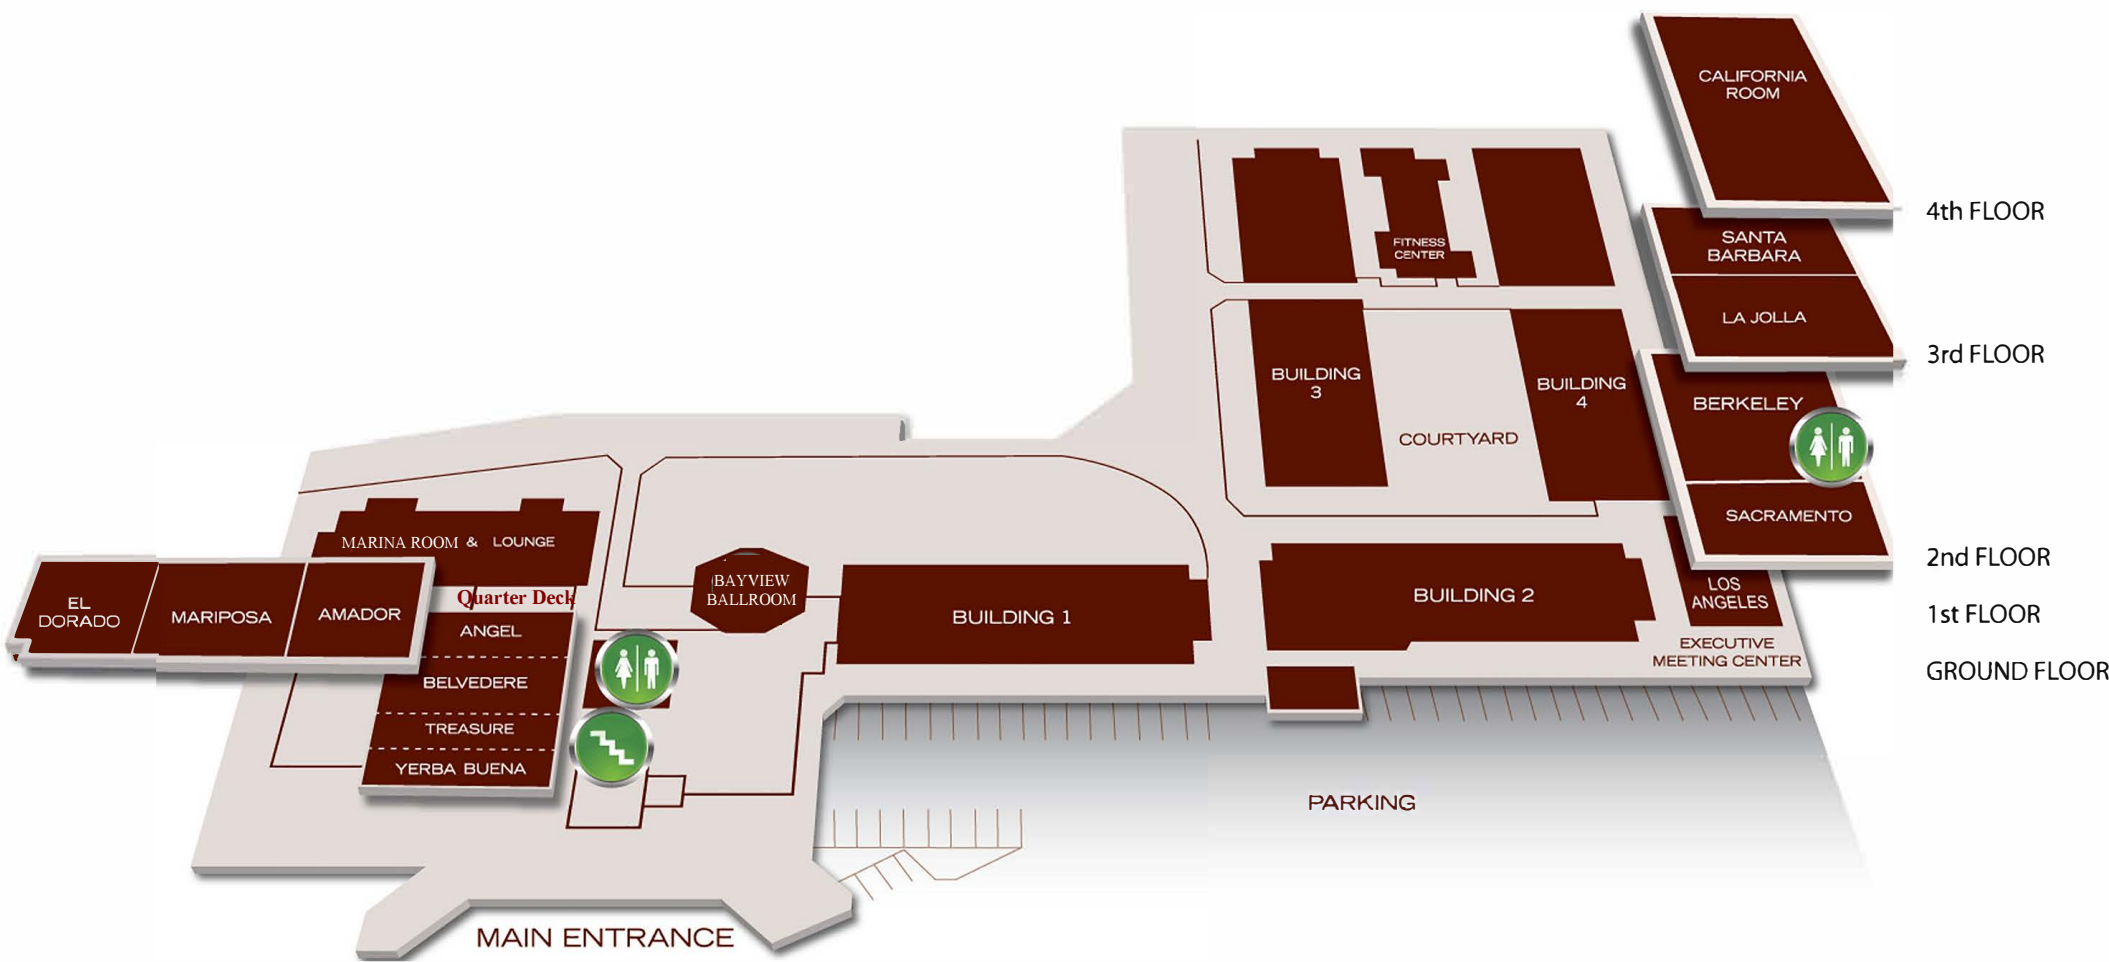 CALIFORNIA
ROOM
4th FLOOR
SANTA
BARBARA
LA JOLLA
3rd FLOOR
BERKELEY
SACRAMENTO
2nd FLOOR
LOS
ANGELES
1st FLOOR
EXECUTIVE
MEETING CENTER
GROUND FLOOR
FITNESS
CENTER
BUILDING
3
BUILDING
4
COURTYARD
BUILDING 2
BUILDING 1
BAYVIEW
BALLROOM
MARINA ROOM & LOUNGE
Quarter Deck
EL
DORADO
MARIPOSA
AMADOR
ANGEL
BELVEDERE
TREASURE
YERBA BUENA
PARKING
MAIN ENTRANCE